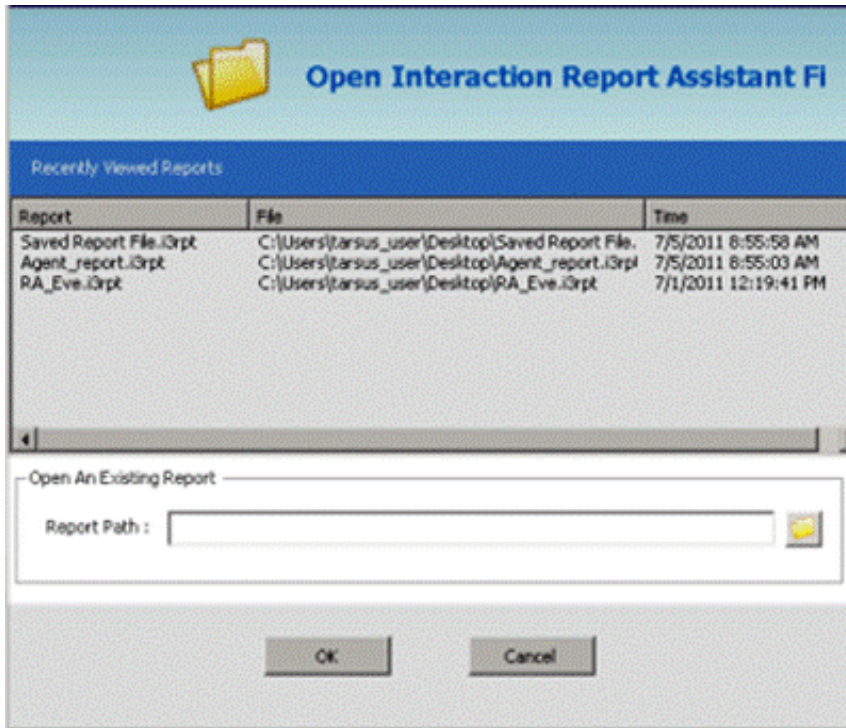 Open Interaction Report Assistant Fi
Recently Viewed Reports
Report File Time
Saved Report File.i3rpt C:\Users\tarsus_user\Desktop\Saved Report File. 7/5/2011 8:55:58 AM
Agent_report.i3rpt C:\Users\tarsus_user\Desktop\Agent_report.i3rpt 7/5/2011 8:55:03 AM
RA_Eve.i3rpt C:\Users\tarsus_user\Desktop\RA_Eve.i3rpt 7/1/2011 12:19:41 PM
Open An Existing Report
Report Path :
OK Cancel